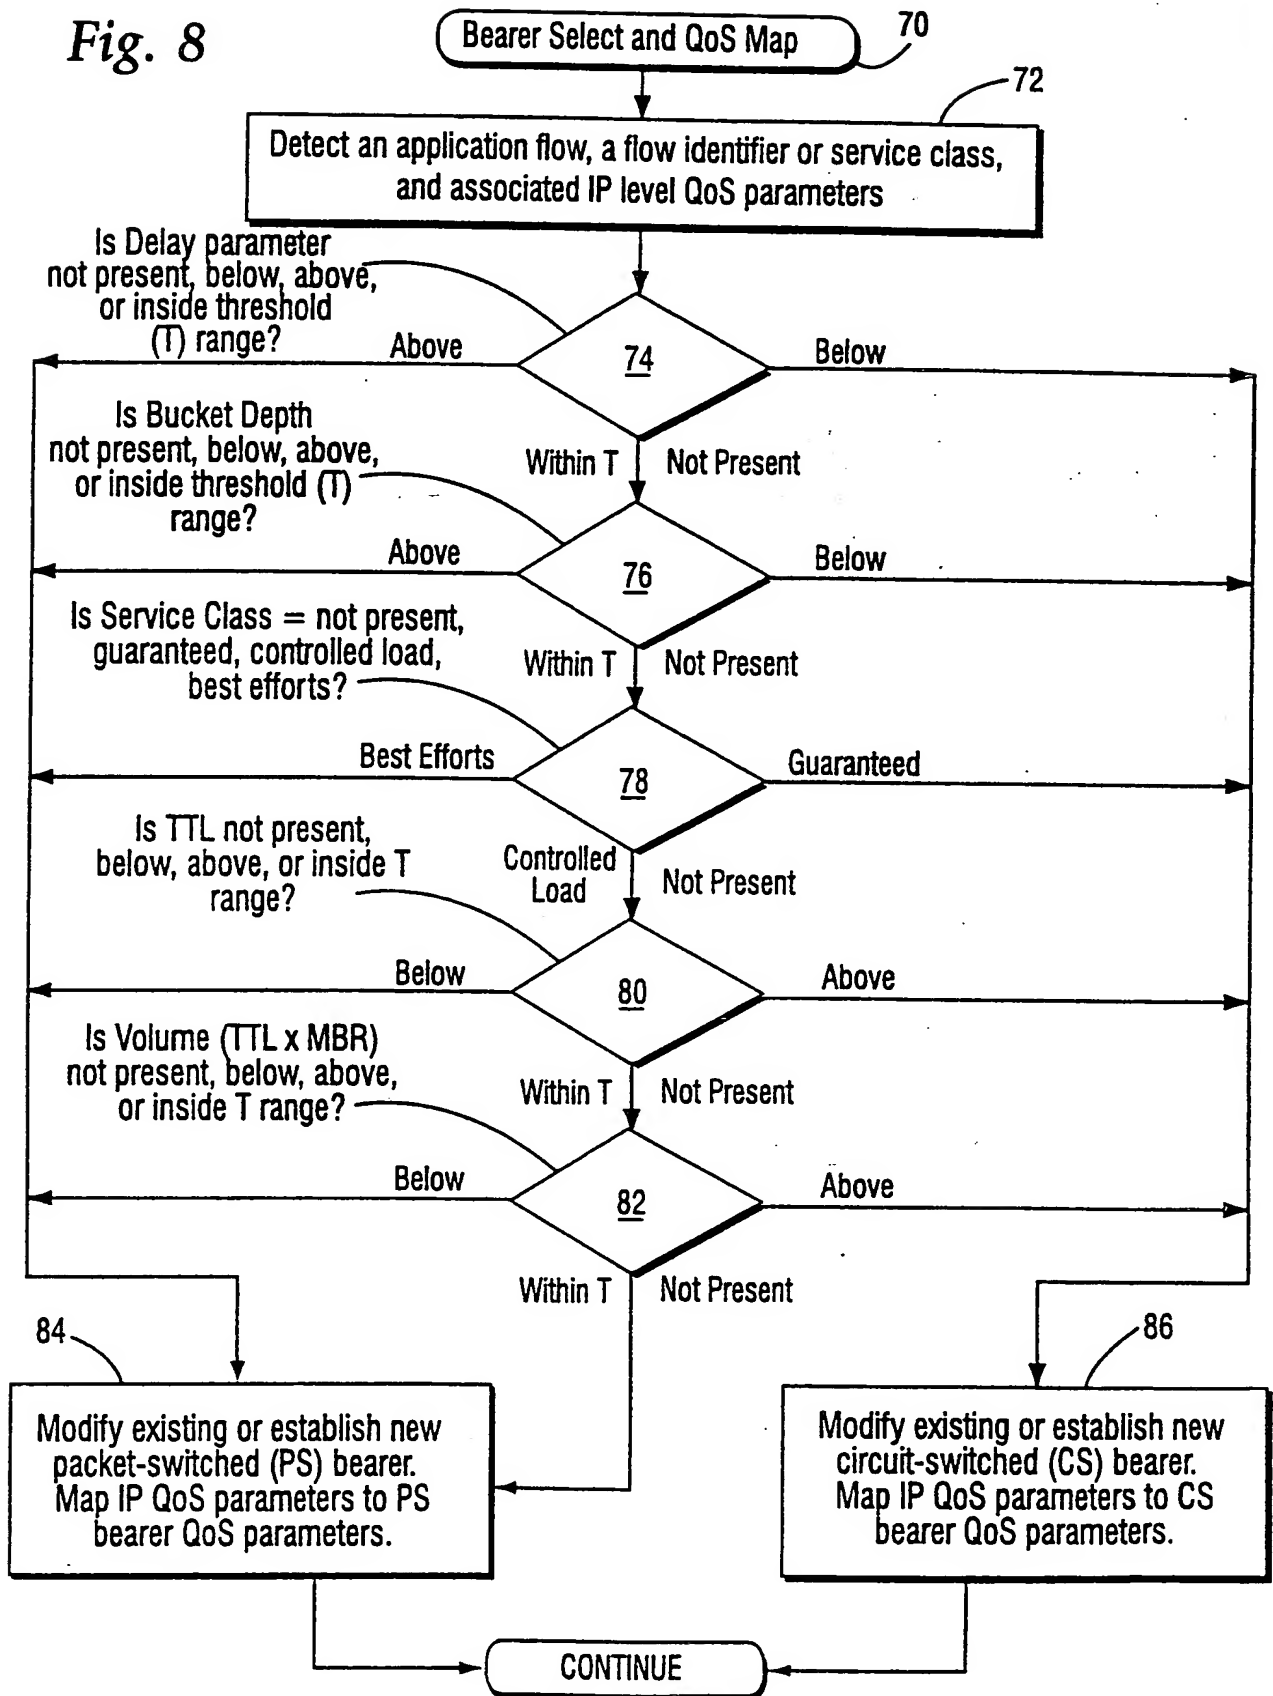 Fig. 8
Bearer Select and QoS Map
70
72
Detect an application flow, a flow identifier or service class,
and associated IP level QoS parameters
Is Delay parameter
not present, below, above,
or inside threshold
(T) range?
Above
74
Below
Within T
Not Present
Is Bucket Depth
not present, below, above,
or inside threshold (T)
range?
Above
76
Below
Within T
Not Present
Is Service Class = not present,
guaranteed, controlled load,
best efforts?
Best Efforts
78
Guaranteed
Controlled
Load
Not Present
Is TTL not present,
below, above, or inside T
range?
Below
80
Above
Within T
Not Present
Is Volume (TTL x MBR)
not present, below, above,
or inside T range?
Below
82
Above
Within T
Not Present
84
Modify existing or establish new
packet-switched (PS) bearer.
Map IP QoS parameters to PS
bearer QoS parameters.
86
Modify existing or establish new
circuit-switched (CS) bearer.
Map IP QoS parameters to CS
bearer QoS parameters.
CONTINUE